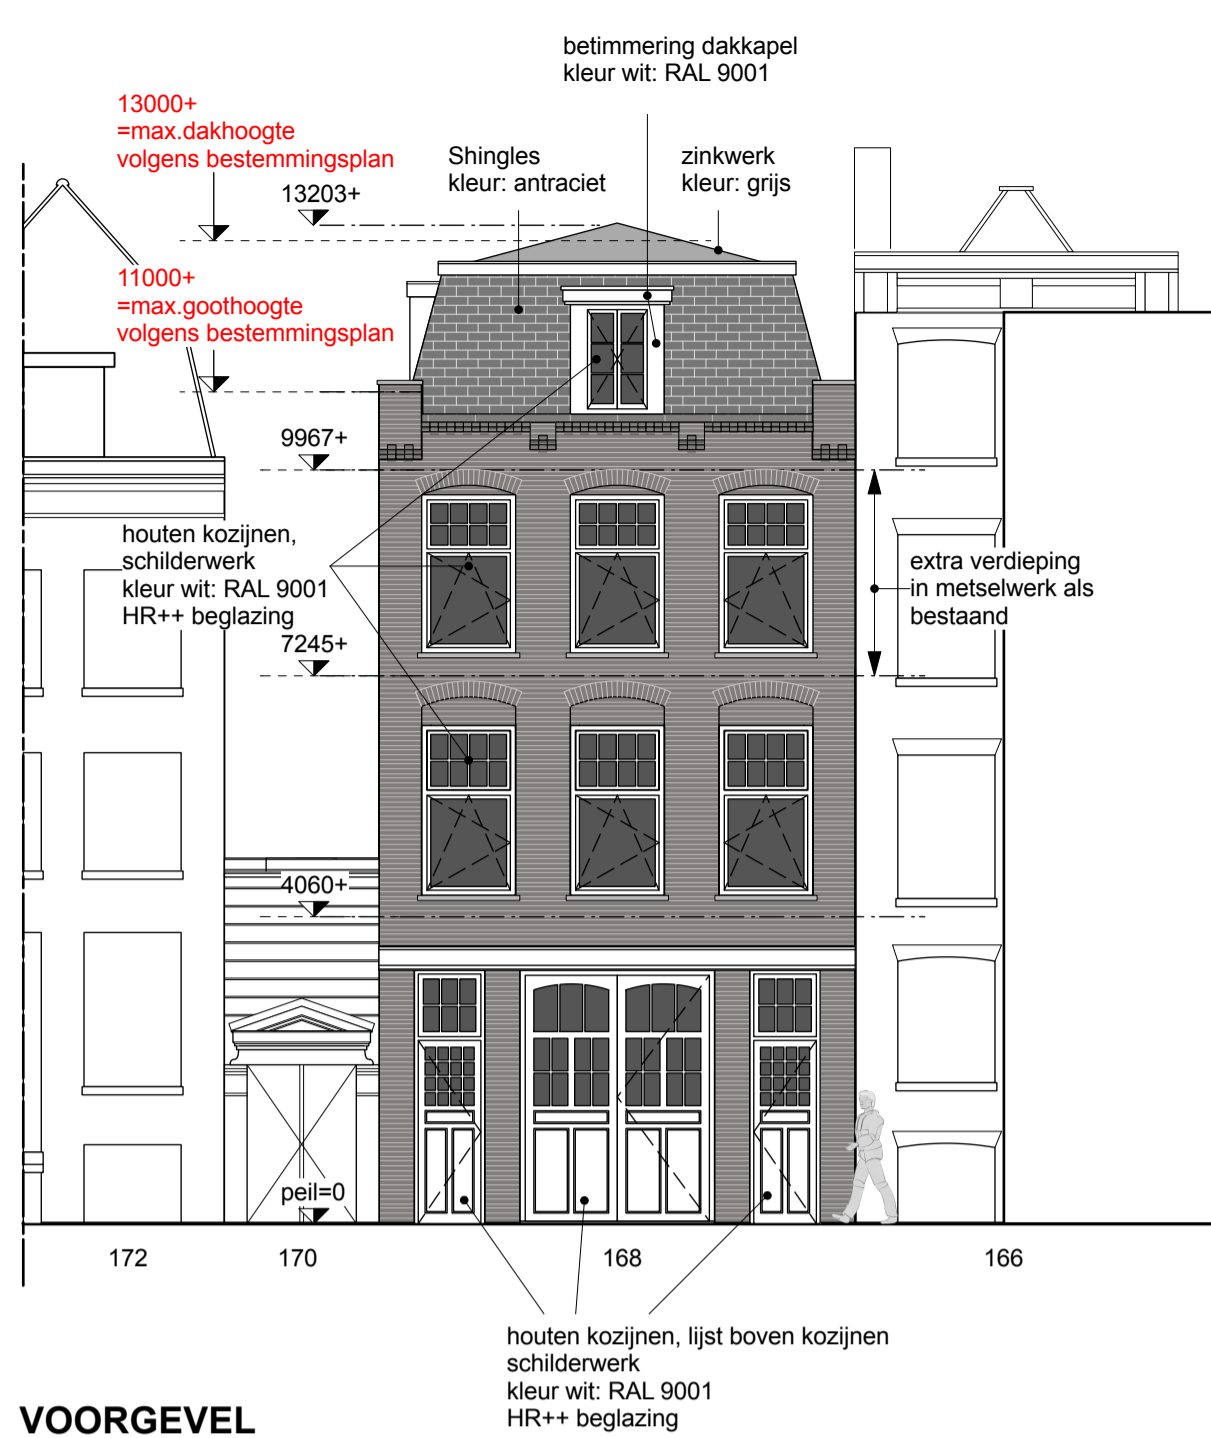 betimmering dakkapel
kleur wit: RAL 9001
13000+
=max.dakhoogte
volgens bestemmingsplan
Shingles
kleur: antraciet
zinkwerk
kleur: grijs
13203+
11000+
=max.goothoogte
volgens bestemmingsplan
9967+
houten kozijnen,
schilderwerk
kleur wit: RAL 9001
HR++ beglazing
extra verdieping
in metselwerk als
bestaand
7245+
4060+
peil=0
172
170
168
166
houten kozijnen, lijst boven kozijnen
schilderwerk
kleur wit: RAL 9001
HR++ beglazing
VOORGEVEL